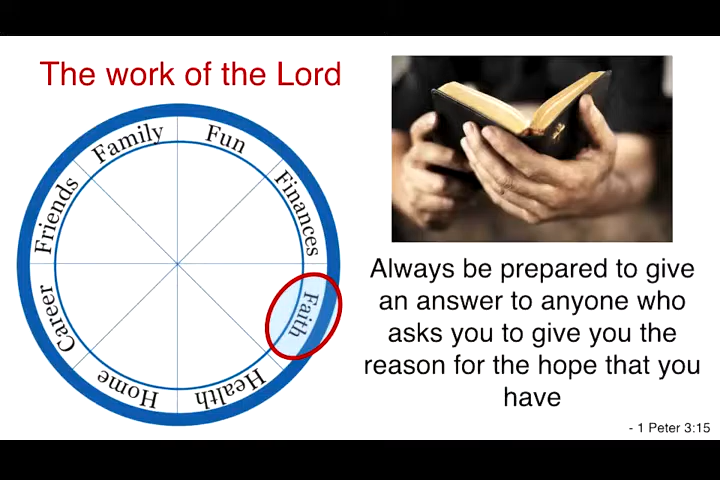 The work of the Lord
Family
Fun
Finances
Faith
Health
Home
Career
Friends
Always be prepared to give
an answer to anyone who
asks you to give you the
reason for the hope that you
have
- 1 Peter 3:15